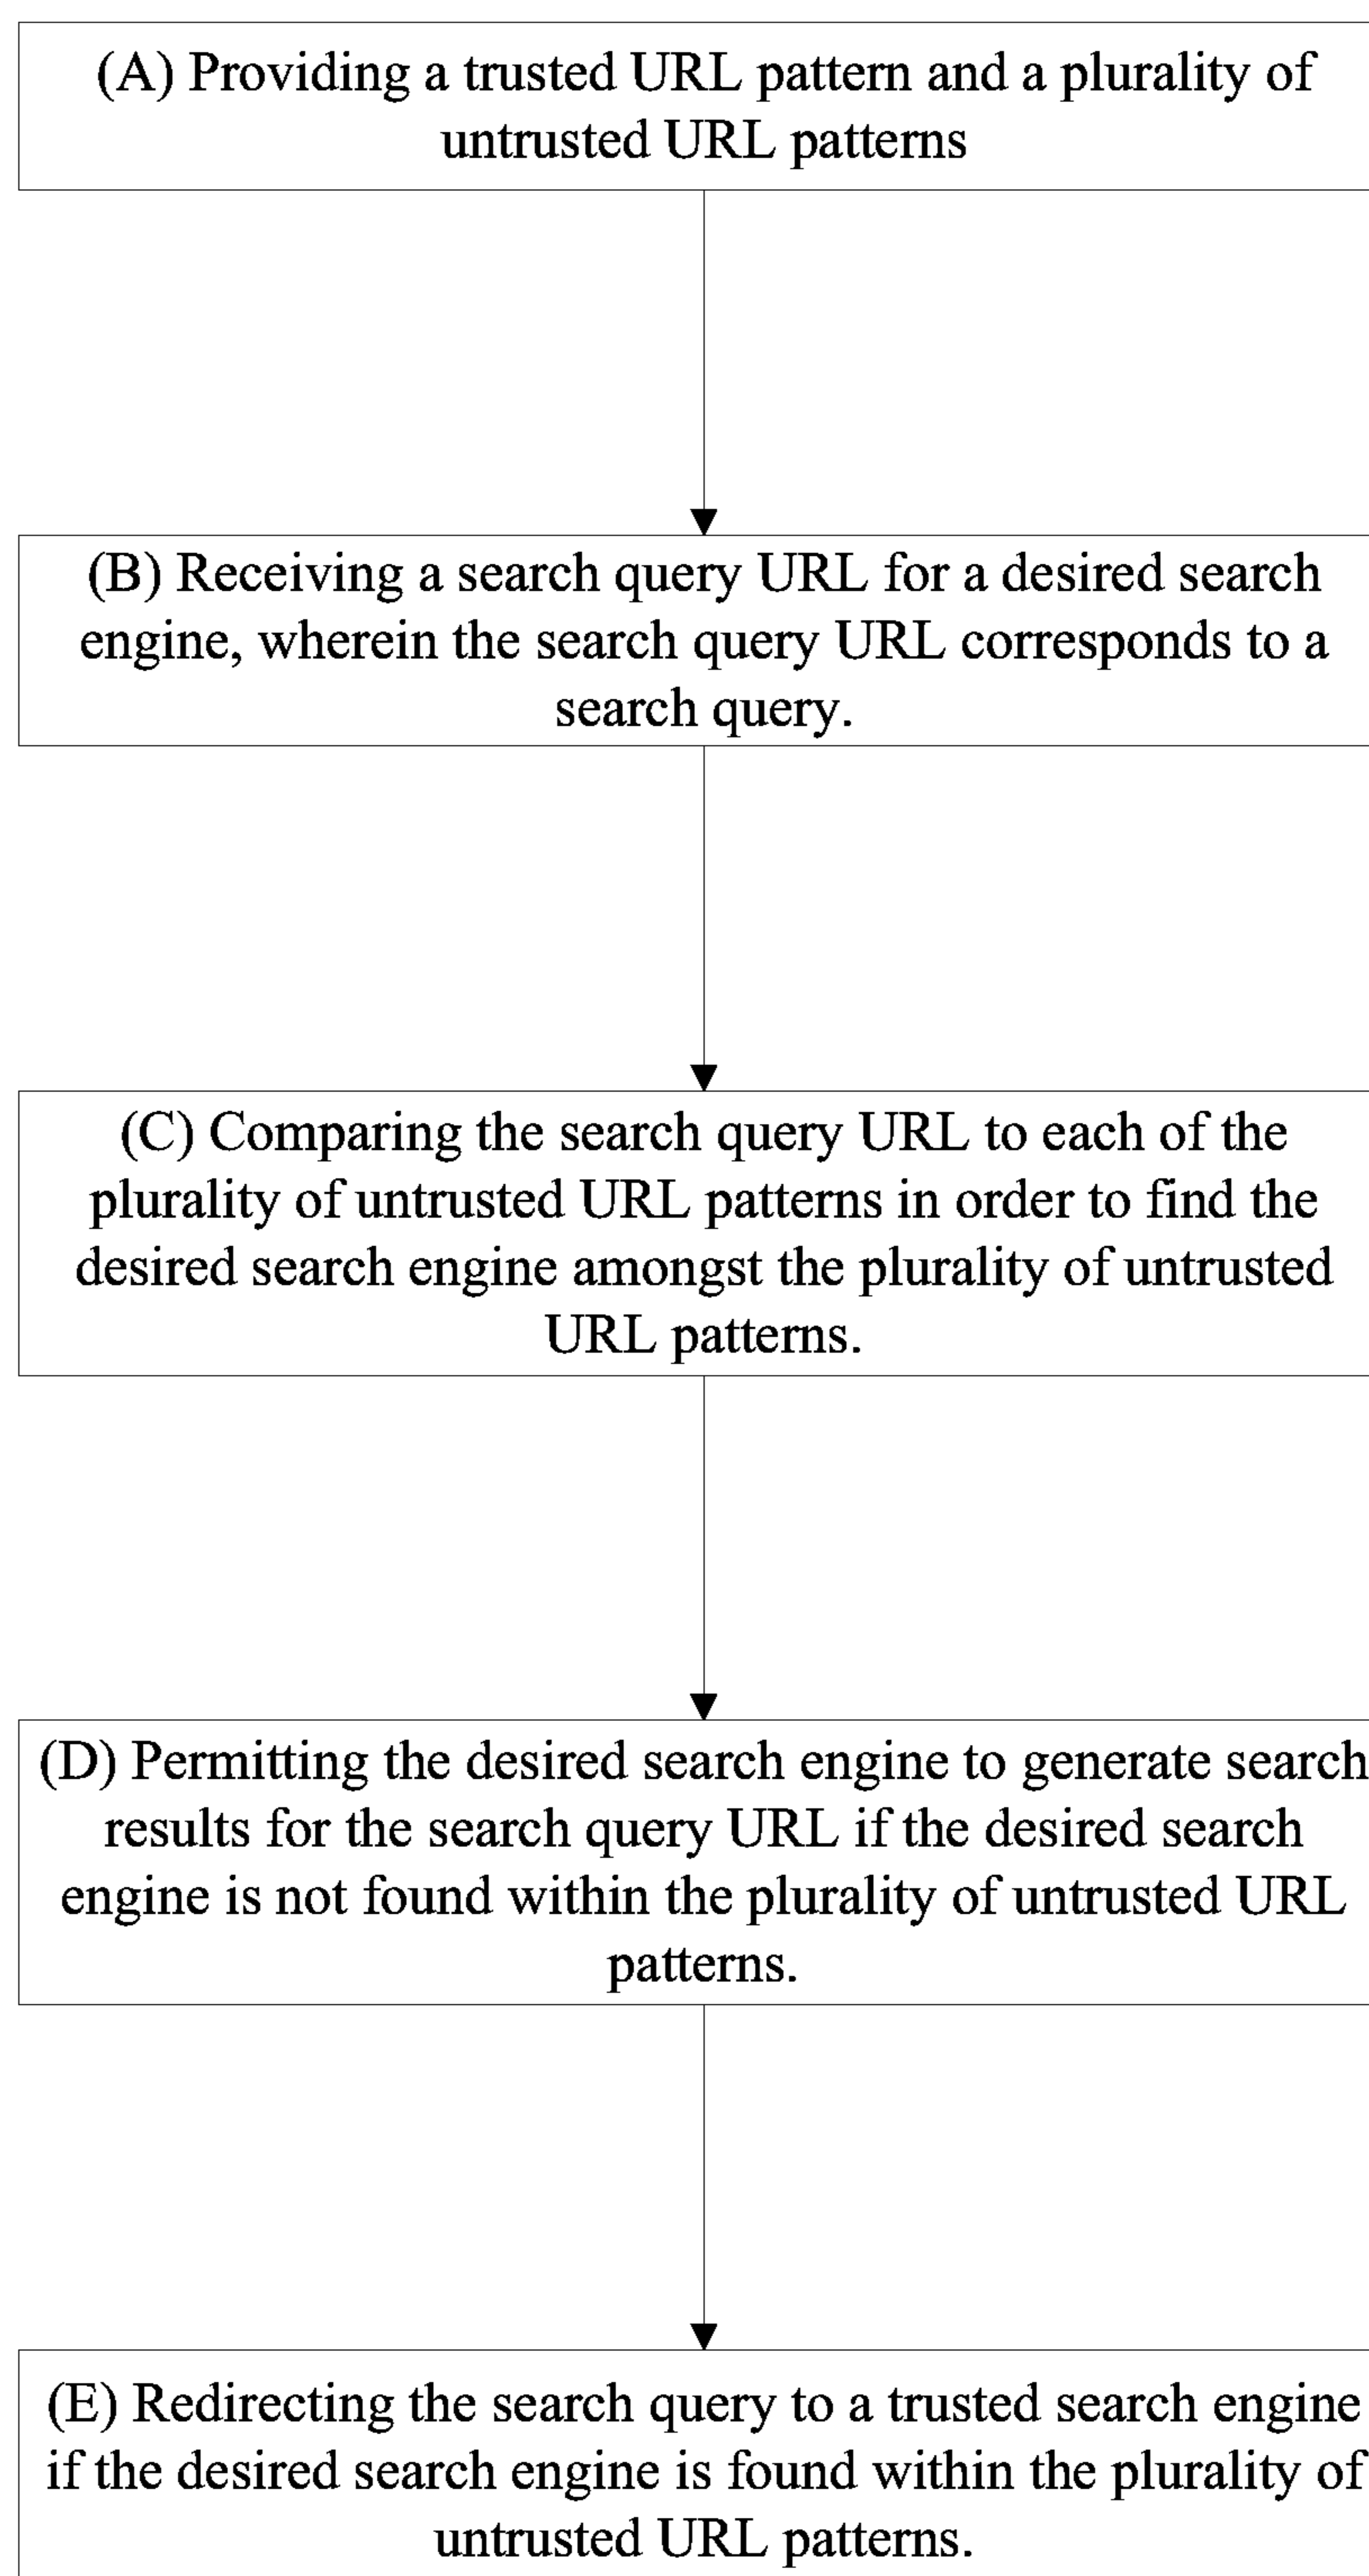 (A) Providing a trusted URL pattern and a plurality of
untrusted URL patterns
(B) Receiving a search query URL for a desired search
engine, wherein the search query URL corresponds to a
search query.
(C) Comparing the search query URL to each of the
plurality of untrusted URL patterns in order to find the
desired search engine amongst the plurality of untrusted
URL patterns.
(D) Permitting the desired search engine to generate search
results for the search query URL if the desired search
engine is not found within the plurality of untrusted URL
patterns.
(E) Redirecting the search query to a trusted search engine
if the desired search engine is found within the plurality of
untrusted URL patterns.